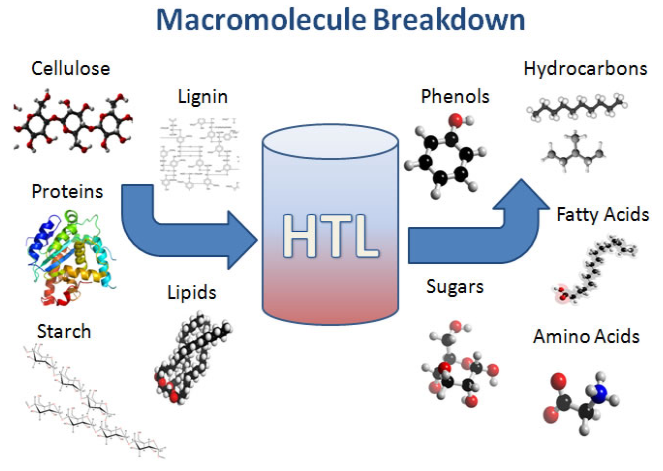 Macromolecule Breakdown
Cellulose
Lignin
Proteins
Lipids
Starch
HTL
Phenols
Hydrocarbons
Fatty Acids
Sugars
Amino Acids